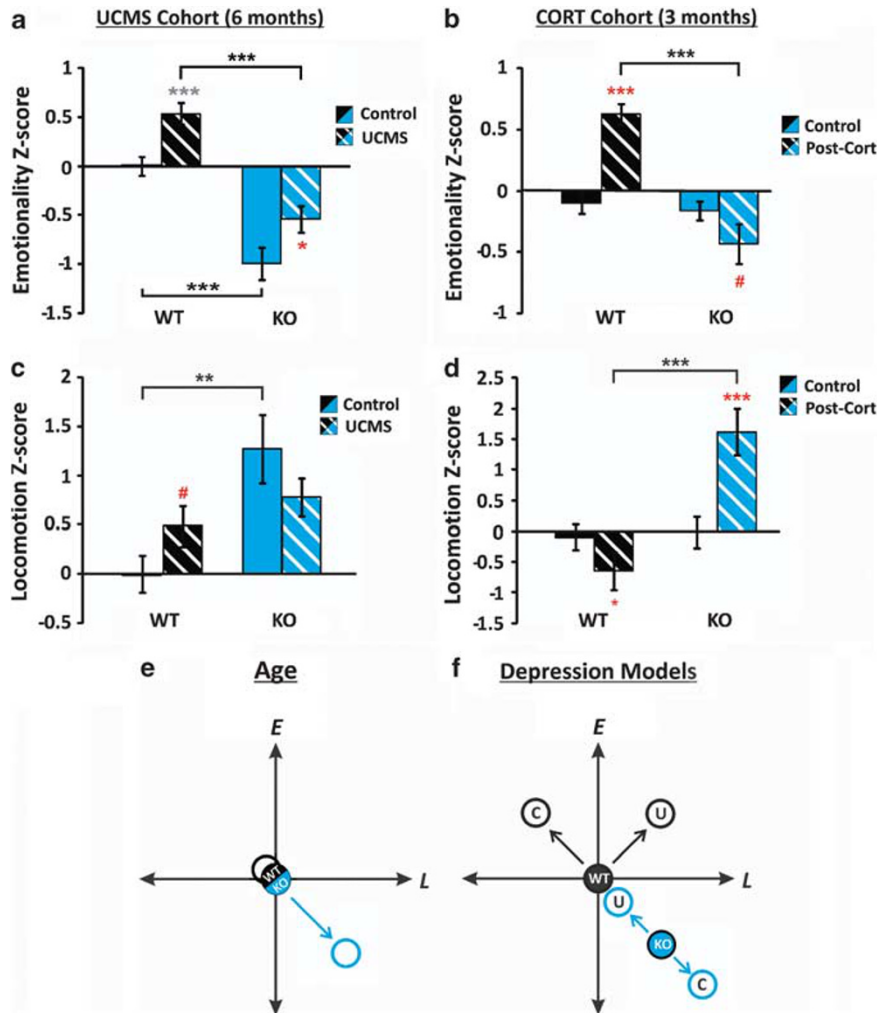 a
UCMS Cohort (6 months)
Emotionality Z-score
1
0.5
0
-0.5
-1
-1.5
***
***
*
***
WT
KO
Control
UCMS
b
CORT Cohort (3 months)
Emotionality Z-score
1
0.5
0
-0.5
-1
***
***
#
WT
KO
Control
Post-Cort
c
Locomotion Z-score
2
1.5
1
0.5
0
-0.5
**
#
WT
KO
Control
UCMS
d
Locomotion Z-score
2.5
2
1.5
1
0.5
0
-0.5
-1
-1.5
***
***
*
WT
KO
Control
Post-Cort
e
Age
E
L
WT
KO
f
Depression Models
E
L
C
U
WT
U
KO
C